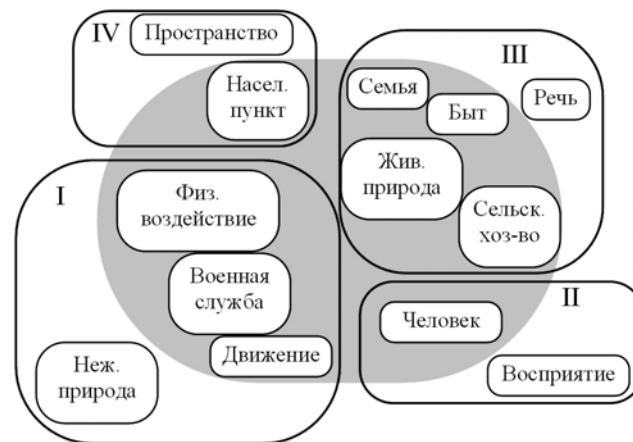 IV
Пространство
Насел.
пункт
III
Семья
Быт
Речь
Жив.
природа
Сельск.
хоз-во
I
Физ.
воздействие
Военная
служба
Движение
Неж.
природа
II
Человек
Восприятие